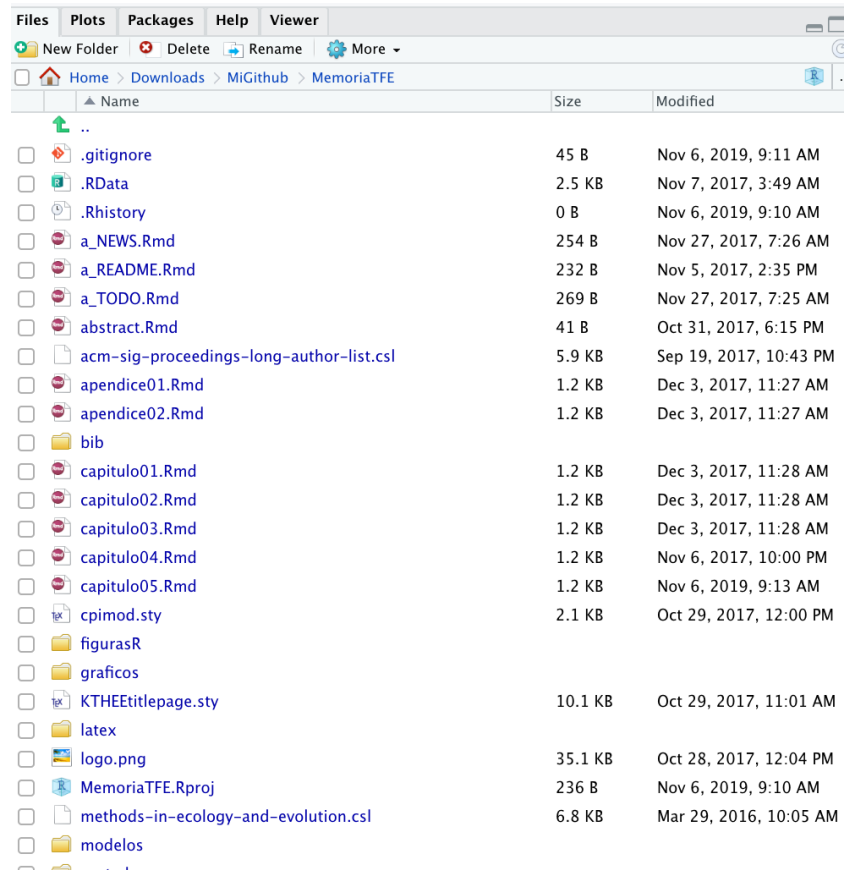 Files Plots Packages Help Viewer
New Folder Delete Rename More
Home > Downloads > MiGithub > MemoriaTFE
Name Size Modified
..
.gitignore 45 B Nov 6, 2019, 9:11 AM
.RData 2.5 KB Nov 7, 2017, 3:49 AM
.Rhistory 0 B Nov 6, 2019, 9:10 AM
a_NEWS.Rmd 254 B Nov 27, 2017, 7:26 AM
a_README.Rmd 232 B Nov 5, 2017, 2:35 PM
a_TODO.Rmd 269 B Nov 27, 2017, 7:25 AM
abstract.Rmd 41 B Oct 31, 2017, 6:15 PM
acm-sig-proceedings-long-author-list.csl 5.9 KB Sep 19, 2017, 10:43 PM
apendice01.Rmd 1.2 KB Dec 3, 2017, 11:27 AM
apendice02.Rmd 1.2 KB Dec 3, 2017, 11:27 AM
bib
capitulo01.Rmd 1.2 KB Dec 3, 2017, 11:28 AM
capitulo02.Rmd 1.2 KB Dec 3, 2017, 11:28 AM
capitulo03.Rmd 1.2 KB Dec 3, 2017, 11:28 AM
capitulo04.Rmd 1.2 KB Nov 6, 2017, 10:00 PM
capitulo05.Rmd 1.2 KB Nov 6, 2019, 9:13 AM
cpimod.sty 2.1 KB Oct 29, 2017, 12:00 PM
figurasR
graficos
KTHEEtitlepage.sty 10.1 KB Oct 29, 2017, 11:01 AM
latex
logo.png 35.1 KB Oct 28, 2017, 12:04 PM
MemoriaTFE.Rproj 236 B Nov 6, 2019, 9:10 AM
methods-in-ecology-and-evolution.csl 6.8 KB Mar 29, 2016, 10:05 AM
modelos